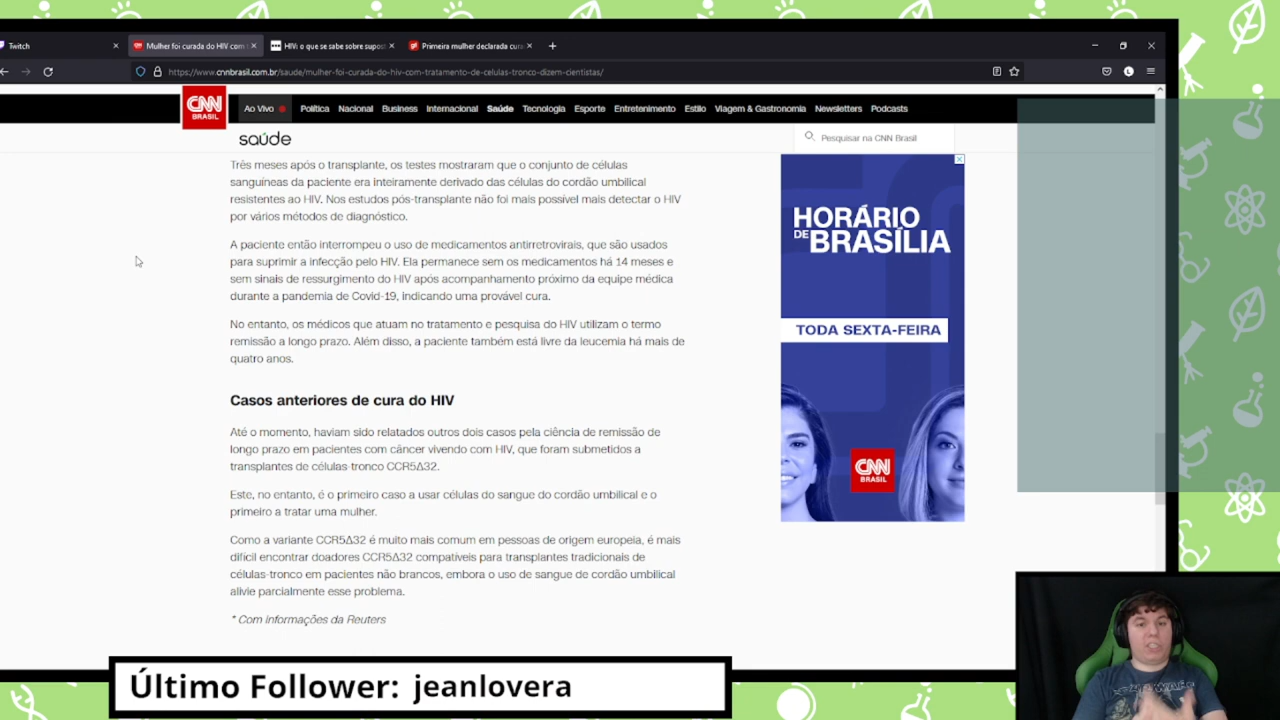 Twitch
Mulher foi curada do HIV com
HIV: o que se sabe sobre supost
Primeira mulher declarada cura
https://www.cnnbrasil.com.br/saude/mulher-foi-curada-do-hiv-com-tratamento-de-celulas-tronco-dizem-cientistas/
CNN
BRASIL
Ao Vivo
Política
Nacional
Business
Internacional
Saúde
Tecnologia
Esporte
Entretenimento
Estilo
Viagem & Gastronomia
Newsletters
Podcasts
saúde
Pesquisar na CNN Brasil
Três meses após o transplante, os testes mostraram que o conjunto de células
sanguíneas da paciente era inteiramente derivado das células do cordão umbilical
resistentes ao HIV. Nos estudos pós-transplante não foi mais possível mais detectar o HIV
por vários métodos de diagnóstico.
A paciente então interrompeu o uso de medicamentos antirretrovirais, que são usados
para suprimir a infecção pelo HIV. Ela permanece sem os medicamentos há 14 meses e
sem sinais de ressurgimento do HIV após acompanhamento próximo da equipe médica
durante a pandemia de Covid-19, indicando uma provável cura.
No entanto, os médicos que atuam no tratamento e pesquisa do HIV utilizam o termo
remissão a longo prazo. Além disso, a paciente também está livre da leucemia há mais de
quatro anos.
Casos anteriores de cura do HIV
Até o momento, haviam sido relatados outros dois casos pela ciência de remissão de
longo prazo em pacientes com câncer vivendo com HIV, que foram submetidos a
transplantes de células-tronco CCR5Δ32.
Este, no entanto, é o primeiro caso a usar células do sangue do cordão umbilical e o
primeiro a tratar uma mulher.
Como a variante CCR5Δ32 é muito mais comum em pessoas de origem europeia, é mais
difícil encontrar doadores CCR5Δ32 compatíveis para transplantes tradicionais de
células-tronco em pacientes não brancos, embora o uso de sangue de cordão umbilical
alivie parcialmente esse problema.
* Com informações da Reuters
HORÁRIO
DE BRASÍLIA
TODA SEXTA-FEIRA
CNN
BRASIL
Último Follower: jeanlovera